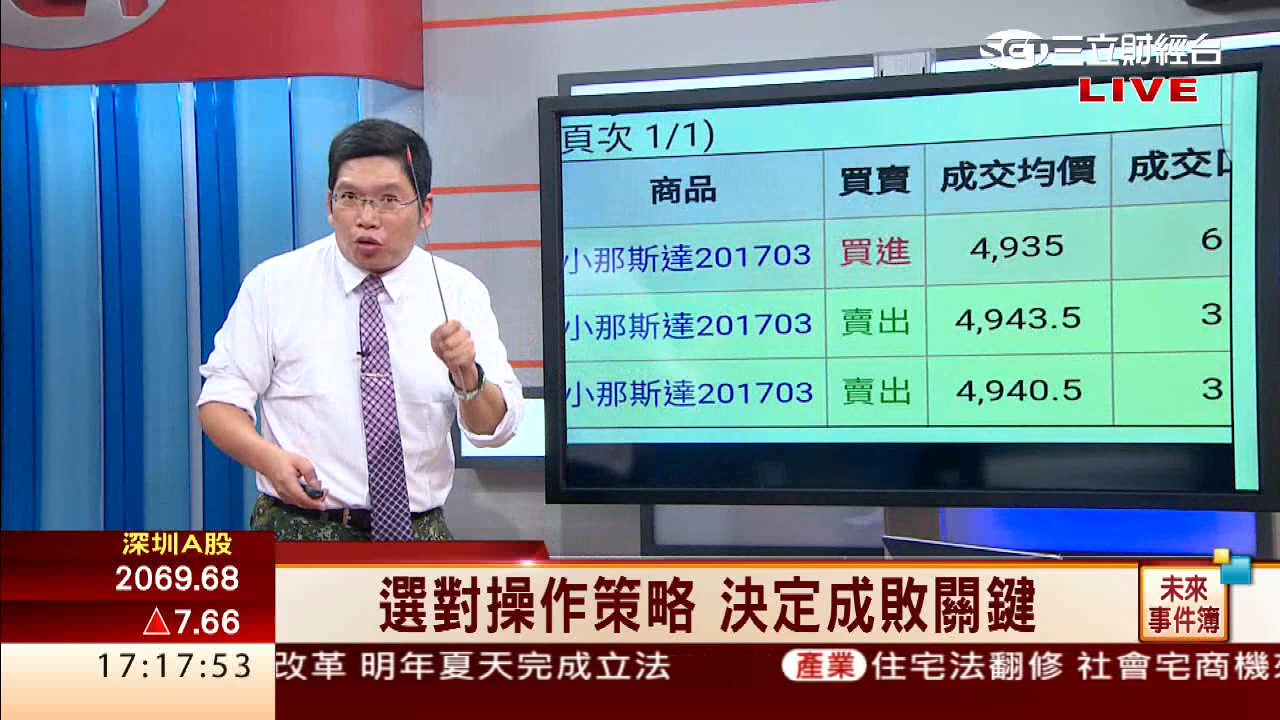 三立財經台
LIVE
頁次 1/1)
商品 買賣 成交均價 成交
小那斯達201703 買進 4,935 6
小那斯達201703 賣出 4,943.5 3
小那斯達201703 賣出 4,940.5 3
深圳A股
2069.68
▲7.66
選對操作策略 決定成敗關鍵
未來
事件簿
17:17:53
改革 明年夏天完成立法 產業 住宅法翻修 社會宅商機